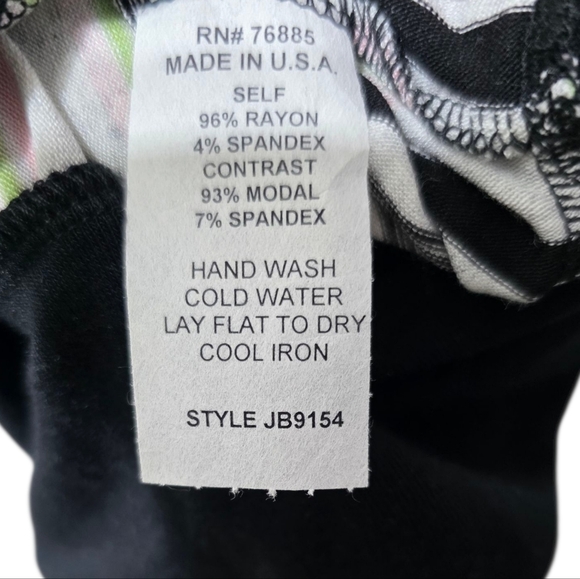 RN# 76885
MADE IN U.S.A.
SELF
96% RAYON
4% SPANDEX
CONTRAST
93% MODAL
7% SPANDEX
HAND WASH
COLD WATER
LAY FLAT TO DRY
COOL IRON
STYLE JB9154